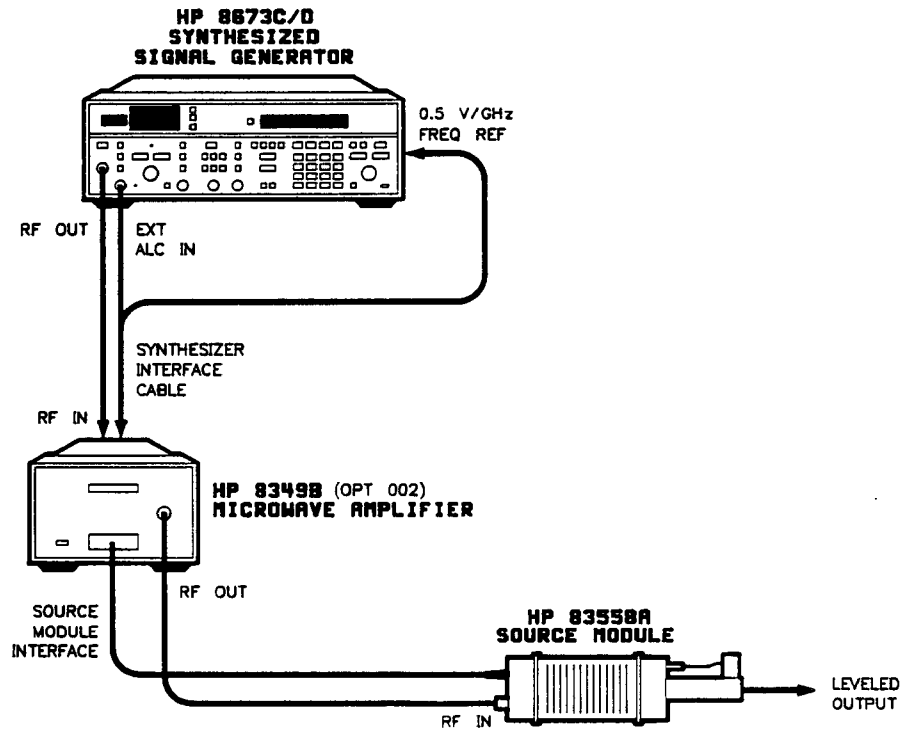 HP 8673C/D
SYNTHESIZED
SIGNAL GENERATOR
0.5 V/GHz
FREQ REF
RF OUT
EXT
ALC IN
SYNTHESIZER
INTERFACE
CABLE
RF IN
HP 8349B (OPT 002)
MICROWAVE AMPLIFIER
RF OUT
SOURCE
MODULE
INTERFACE
HP 83558A
SOURCE MODULE
RF IN
LEVELED
OUTPUT